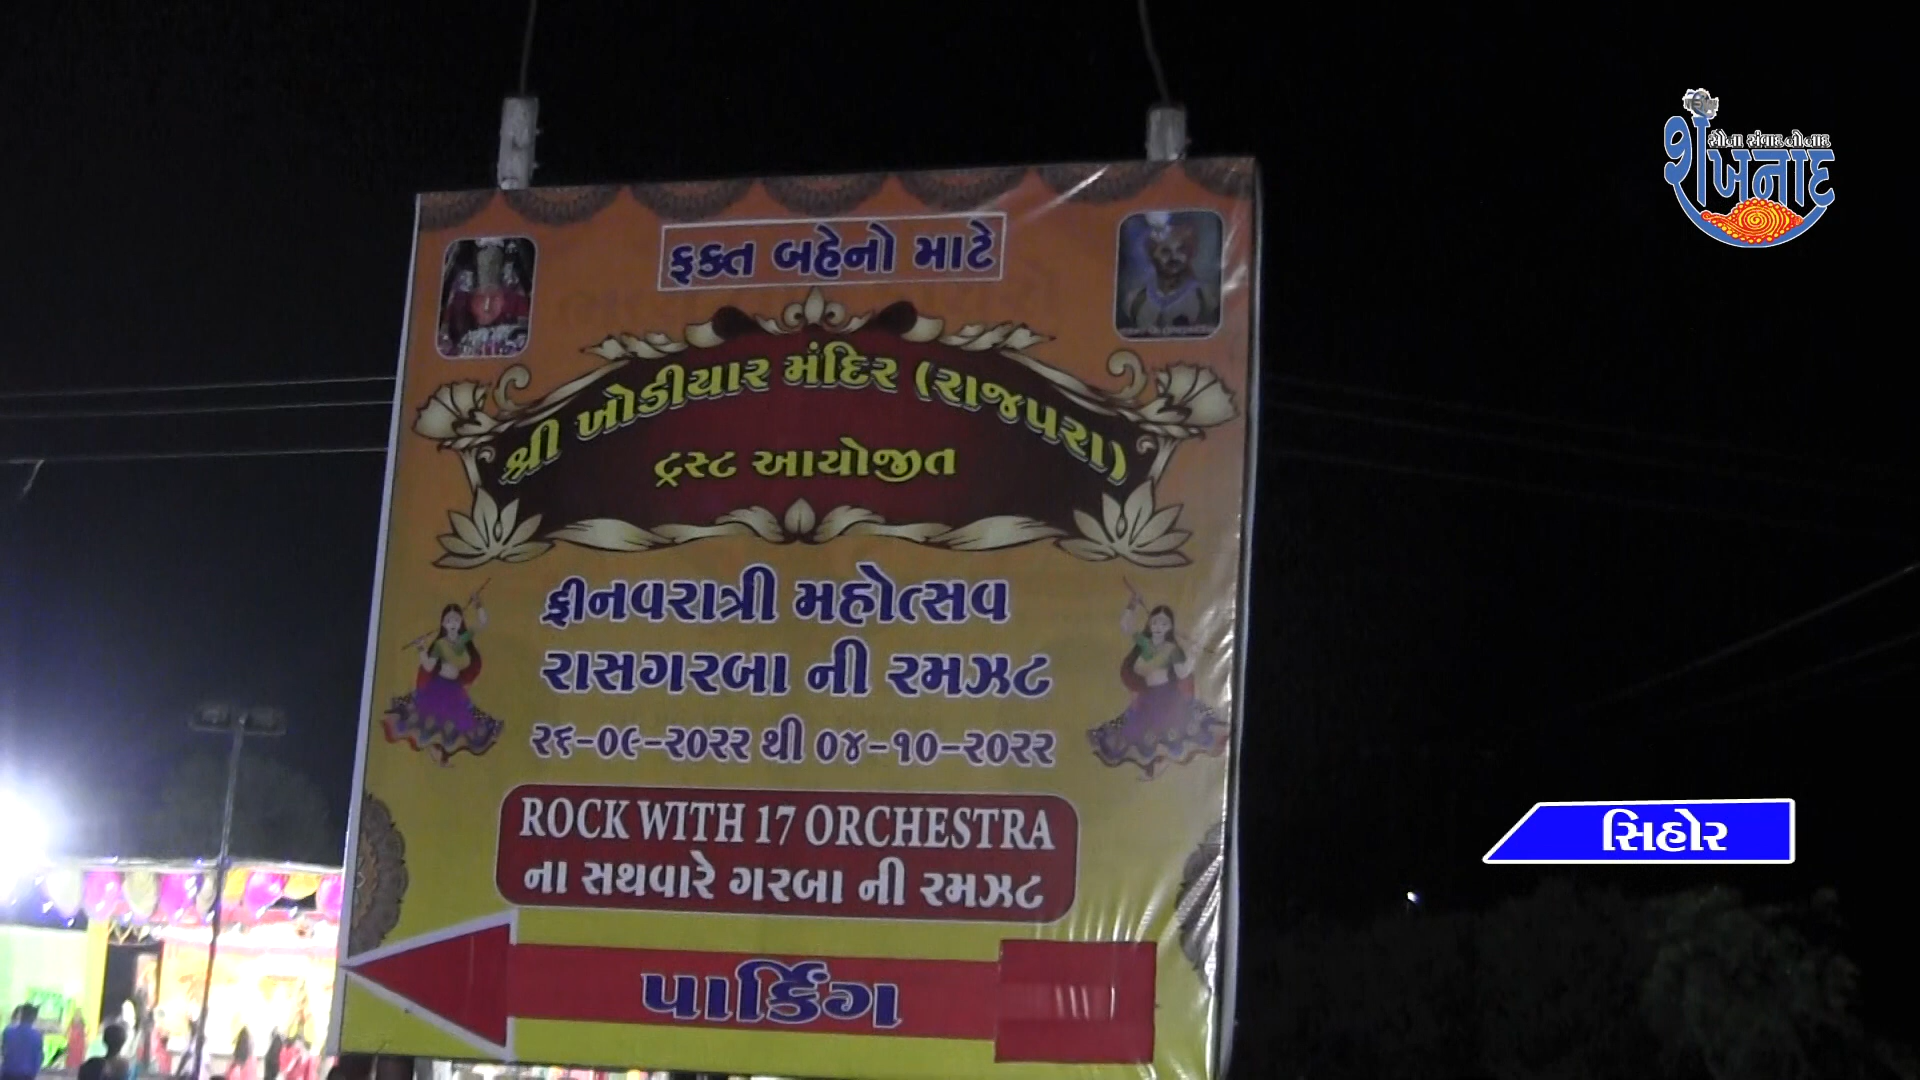 સૌના સંવાદનો નાદ
શંખનાદ
ફક્ત બહેનો માટે
શ્રી ખોડીયાર મંદિર (રાજપરા)
ટ્રસ્ટ આયોજીત
ફ્રીનવરાત્રી મહોત્સવ
રાસગરબા ની રમઝટ
૨૬-૦૯-૨૦૨૨ થી ૦૪-૧૦-૨૦૨૨
ROCK WITH 17 ORCHESTRA
ના સથવારે ગરબા ની રમઝટ
સિહોર
પાર્કિંગ